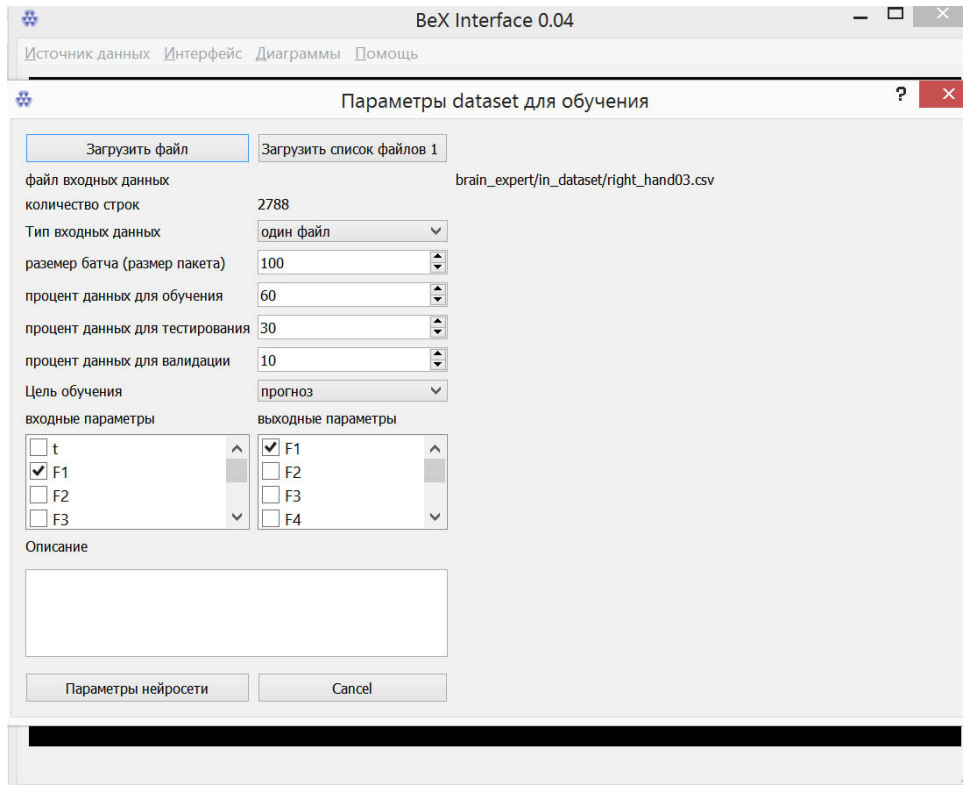 BeX Interface 0.04
Источник данных Интерфейс Диаграммы Помощь
Параметры dataset для обучения
?
Загрузить файл Загрузить список файлов 1
файл входных данных brain_expert/in_dataset/right_hand03.csv
количество строк 2788
Тип входных данных один файл
раземер батча (размер пакета) 100
процент данных для обучения 60
процент данных для тестирования 30
процент данных для валидации 10
Цель обучения прогноз
входные параметры выходные параметры
t F1
F1 F2
F2 F3
F3 F4
Описание
Параметры нейросети Cancel